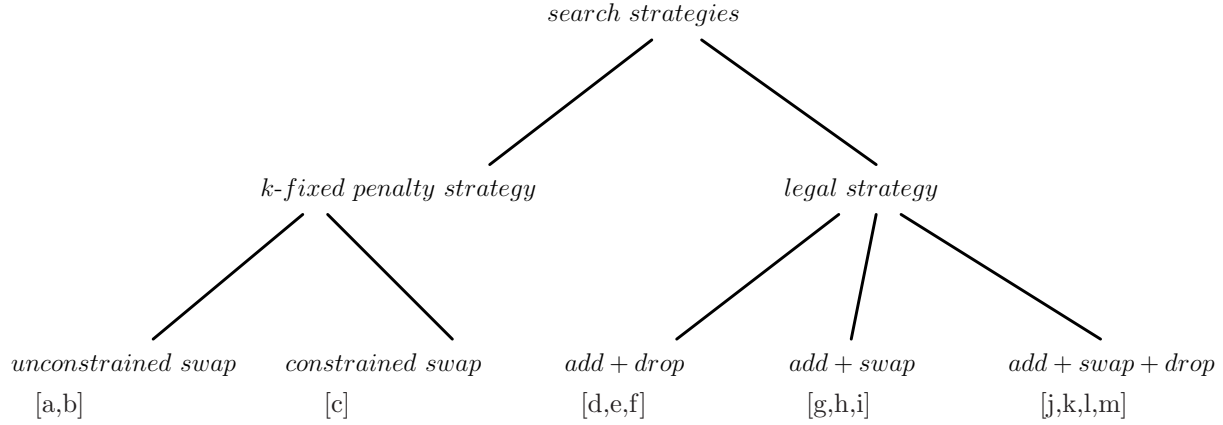 search strategies
k-fixed penalty strategy
legal strategy
unconstrained swap
constrained swap
add + drop
add + swap
add + swap + drop
[a,b]
[c]
[d,e,f]
[g,h,i]
[j,k,l,m]